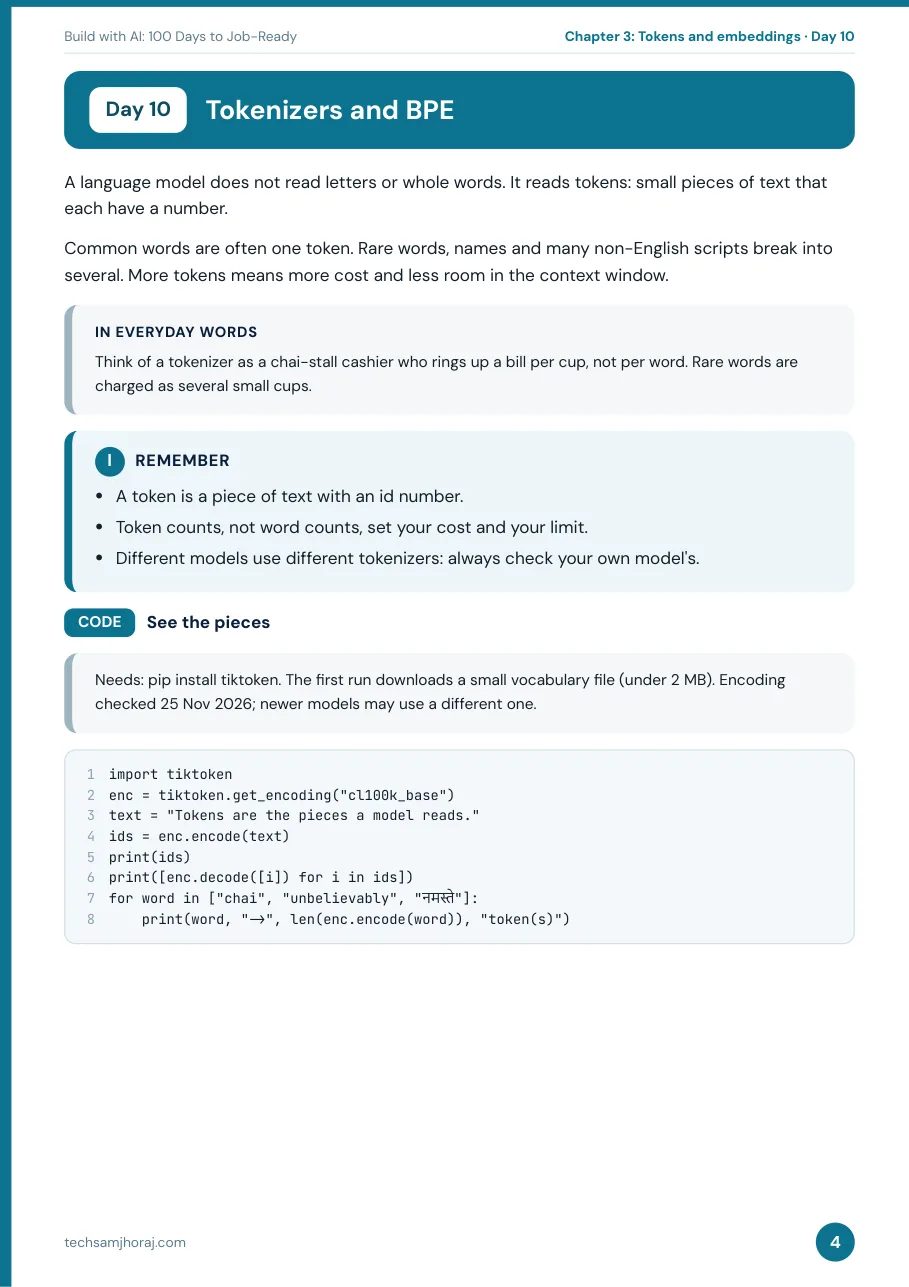 Build with AI: 100 Days to Job-Ready
Chapter 3: Tokens and embeddings · Day 10
Day 10
Tokenizers and BPE
A language model does not read letters or whole words. It reads tokens: small pieces of text that
each have a number.
Common words are often one token. Rare words, names and many non-English scripts break into
several. More tokens means more cost and less room in the context window.
IN EVERYDAY WORDS
Think of a tokenizer as a chai-stall cashier who rings up a bill per cup, not per word. Rare words are
charged as several small cups.
I REMEMBER
• A token is a piece of text with an id number.
• Token counts, not word counts, set your cost and your limit.
• Different models use different tokenizers: always check your own model's.
CODE See the pieces
Needs: pip install tiktoken. The first run downloads a small vocabulary file (under 2 MB). Encoding
checked 25 Nov 2026; newer models may use a different one.
1 import tiktoken
2 enc = tiktoken.get_encoding("cl100k_base")
3 text = "Tokens are the pieces a model reads."
4 ids = enc.encode(text)
5 print(ids)
6 print([enc.decode([i]) for i in ids])
7 for word in ["chai", "unbelievably", "नमस्ते"]:
8     print(word, "->", len(enc.encode(word)), "token(s)")
techsamjhoraj.com
4